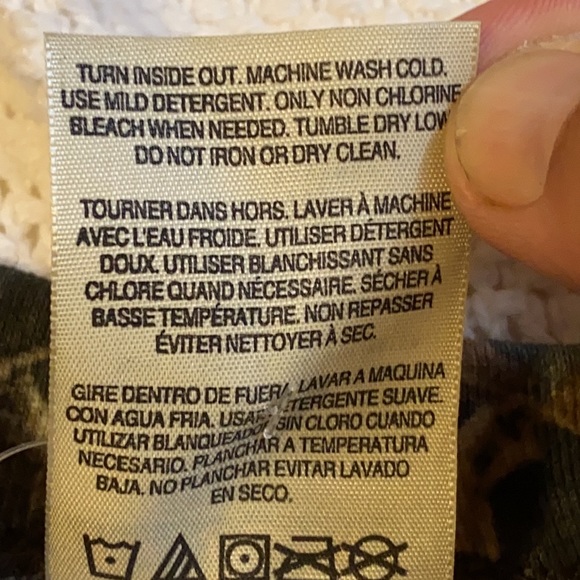 TURN INSIDE OUT. MACHINE WASH COLD.
USE MILD DETERGENT. ONLY NON CHLORINE
BLEACH WHEN NEEDED. TUMBLE DRY LOW
DO NOT IRON OR DRY CLEAN.
TOURNER DANS HORS. LAVER À MACHINE
AVEC L'EAU FROIDE. UTILISER DÉTERGENT
DOUX. UTILISER BLANCHISSANT SANS
CHLORE QUAND NÉCESSAIRE. SÉCHER À
BASSE TEMPÉRATURE. NON REPASSER
ÉVITER NETTOYER À SEC.
GIRE DENTRO DE FUERA LAVAR A MAQUINA
CON AGUA FRIA. USAR DETERGENTE SUAVE.
UTILIZAR BLANQUEADOR SIN CLORO CUANDO
NECESARIO. PLANCHAR A TEMPERATURA
BAJA. NO PLANCHAR EVITAR LAVADO
EN SECO.